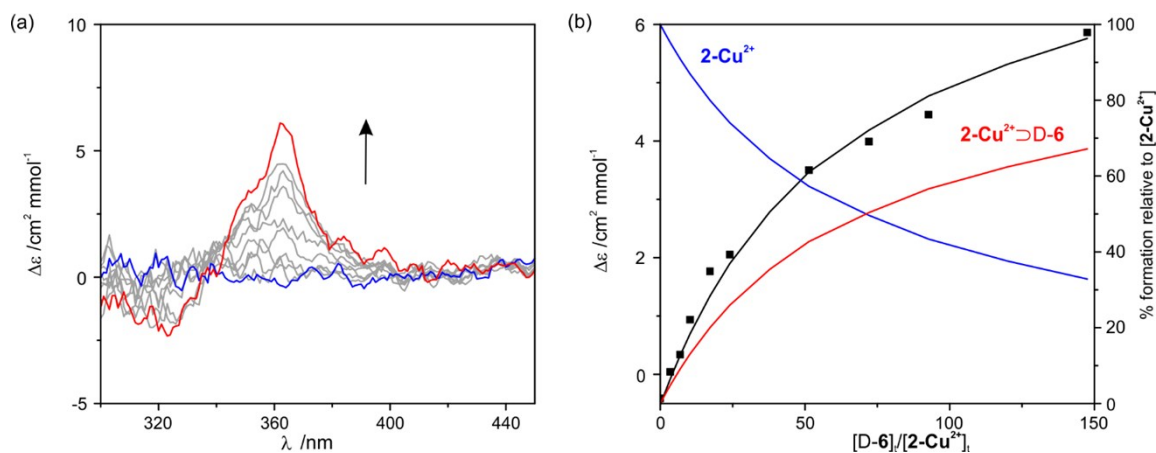 (a)
10
5
0
-5
Δε /cm² mmol⁻¹
320
360
400
440
λ /nm
(b)
6
4
2
0
Δε /cm² mmol⁻¹
2-Cu²⁺
2-Cu²⁺⊃D-6
100
80
60
40
20
0
% formation relative to [2-Cu²⁺]
0
50
100
150
[D-6]ₜ/[2-Cu²⁺]ₜ